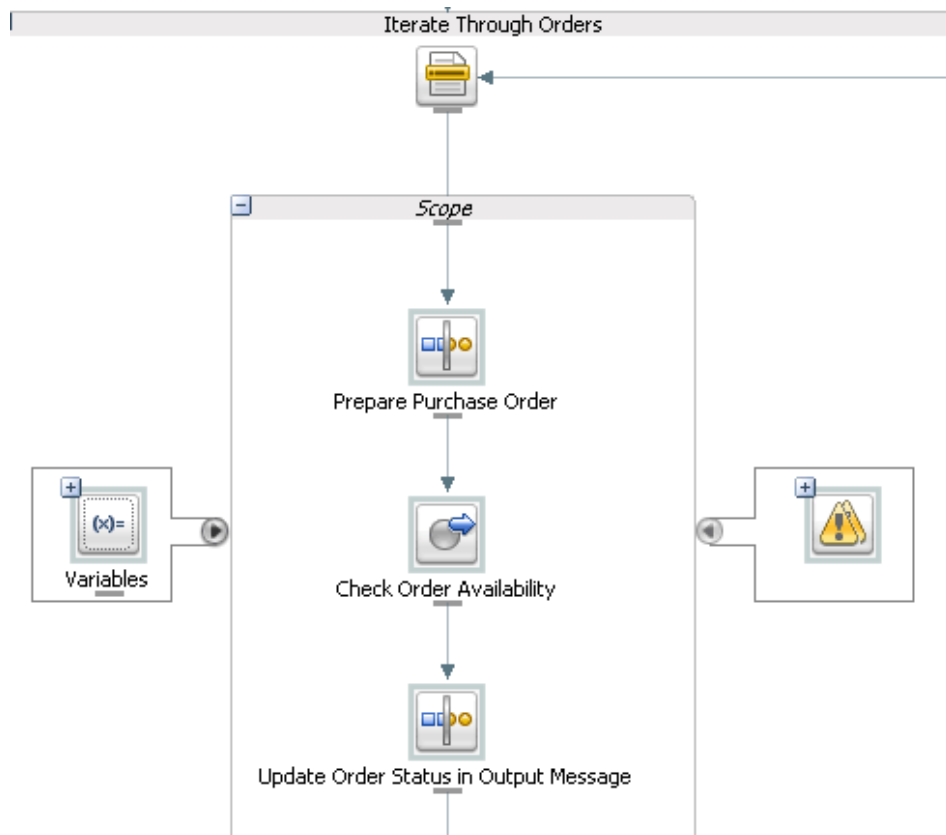 Iterate Through Orders
Scope
Prepare Purchase Order
(x)=
Variables
Check Order Availability
Update Order Status in Output Message